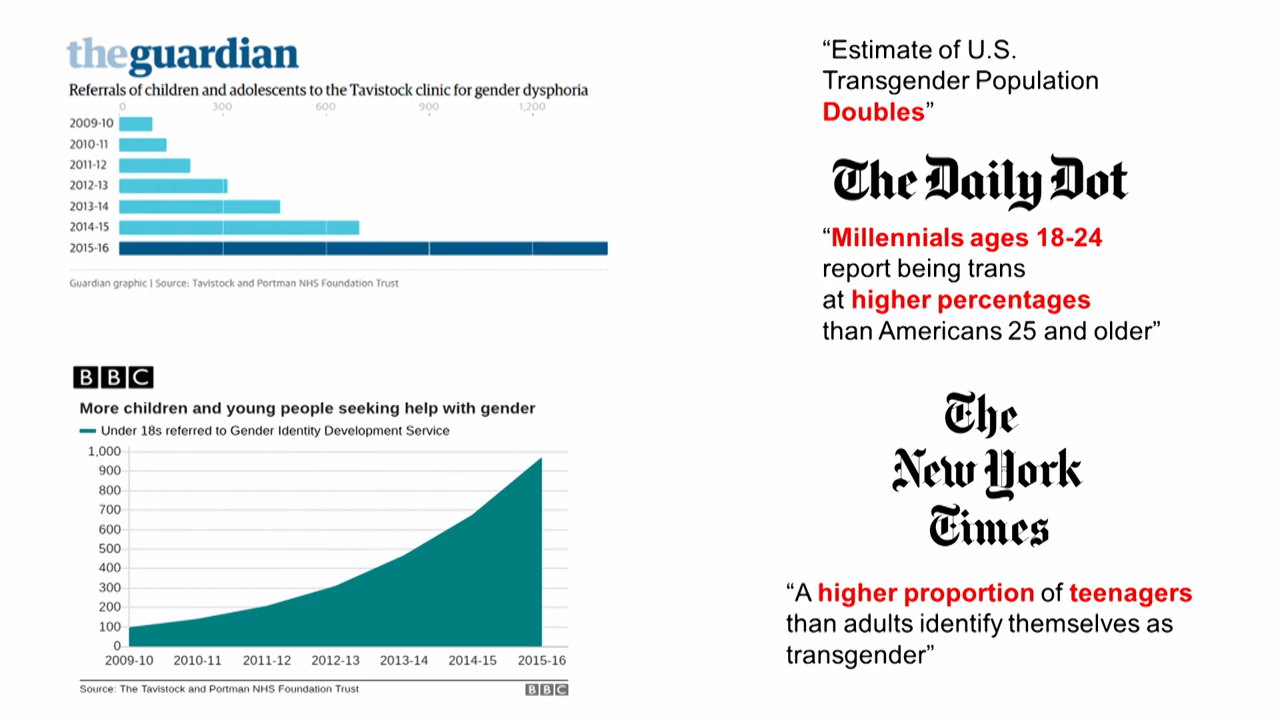 theguardian
Referrals of children and adolescents to the Tavistock clinic for gender dysphoria
0 300 600 900 1,200
2009-10
2010-11
2011-12
2012-13
2013-14
2014-15
2015-16
Guardian graphic | Source: Tavistock and Portman NHS Foundation Trust
BBC
More children and young people seeking help with gender
Under 18s referred to Gender Identity Development Service
1,000
900
800
700
600
500
400
300
200
100
0
2009-10 2010-11 2011-12 2012-13 2013-14 2014-15 2015-16
Source: The Tavistock and Portman NHS Foundation Trust BBC
“Estimate of U.S.
Transgender Population
Doubles”
The Daily Dot
“Millennials ages 18-24
report being trans
at higher percentages
than Americans 25 and older”
The
New York
Times
“A higher proportion of teenagers
than adults identify themselves as
transgender”